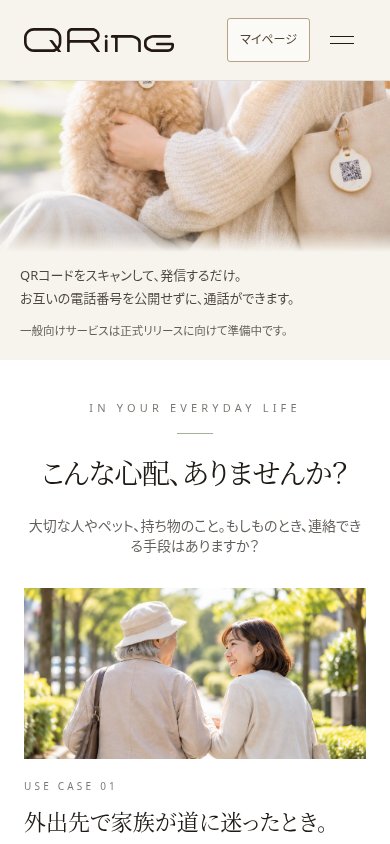 QRing
マイページ
QRコードをスキャンして、発信するだけ。
お互いの電話番号を公開せずに、通話ができます。
一般向けサービスは正式リリースに向けて準備中です。
IN YOUR EVERYDAY LIFE
こんな心配、ありませんか？
大切な人やペット、持ち物のこと。もしものとき、連絡でき
る手段はありますか？
USE CASE 01
外出先で家族が道に迷ったとき。